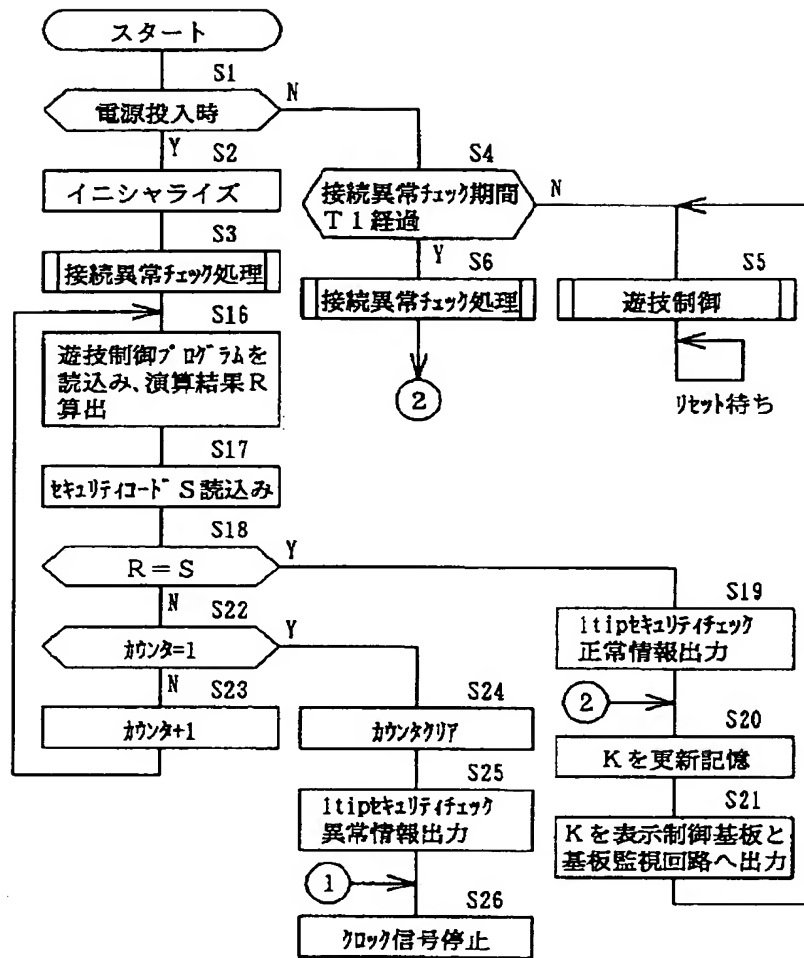 スタート
S1
電源投入時
N
Y
S2
イニシャライズ
S3
接続異常チェック処理
S4
接続異常チェック期間
T1経過
N
Y
S6
接続異常チェック処理
2
S5
遊技制御
リセット待ち
S16
遊技制御プログラムを
読込み、演算結果R
算出
S17
セキュリティコードS読込み
S18
R=S
Y
N
S22
カウンタ=1
Y
N
S23
カウンタ+1
S24
カウンタクリア
S25
1tipセキュリティチェック
異常情報出力
1
S26
クロック信号停止
S19
1tipセキュリティチェック
正常情報出力
2
S20
Kを更新記憶
S21
Kを表示制御基板と
基板監視回路へ出力